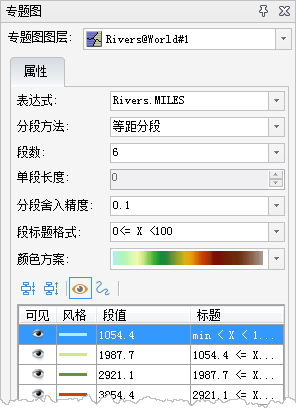 专题图
专题图图层: Rivers@World#1
属性
表达式: Rivers.MILES
分段方法: 等距分段
段数: 6
单段长度: 0
分段舍入精度: 0.1
段标题格式: 0<= X <100
颜色方案:
可见 风格 段值 标题
1054.4 min < X < 1...
1987.7 1054.4 <= X...
2921.1 1987.7 <= X...
3854.4 2921.1 <= X...